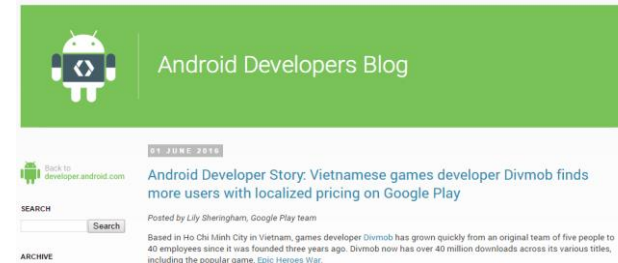 Android Developers Blog
01 JUNE 2016
Back to
developer.android.com
Android Developer Story: Vietnamese games developer Divmob finds
more users with localized pricing on Google Play
SEARCH
Search
Posted by Lily Sheringham, Google Play team
Based in Ho Chi Minh City in Vietnam, games developer Divmob has grown quickly from an original team of five people to
40 employees since it was founded three years ago. Divmob now has over 40 million downloads across its various titles,
including the popular game, Epic Heroes War.
ARCHIVE